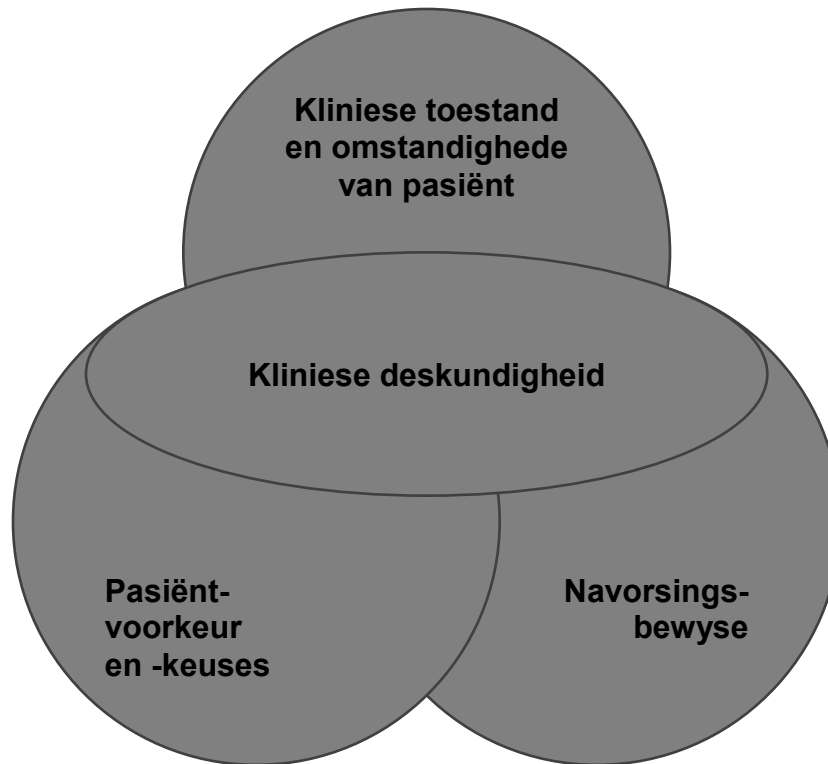 Kliniese toestand
en omstandighede
van pasiënt
Kliniese deskundigheid
Pasiënt-
voorkeur
en -keuses
Navorsings-
bewyse